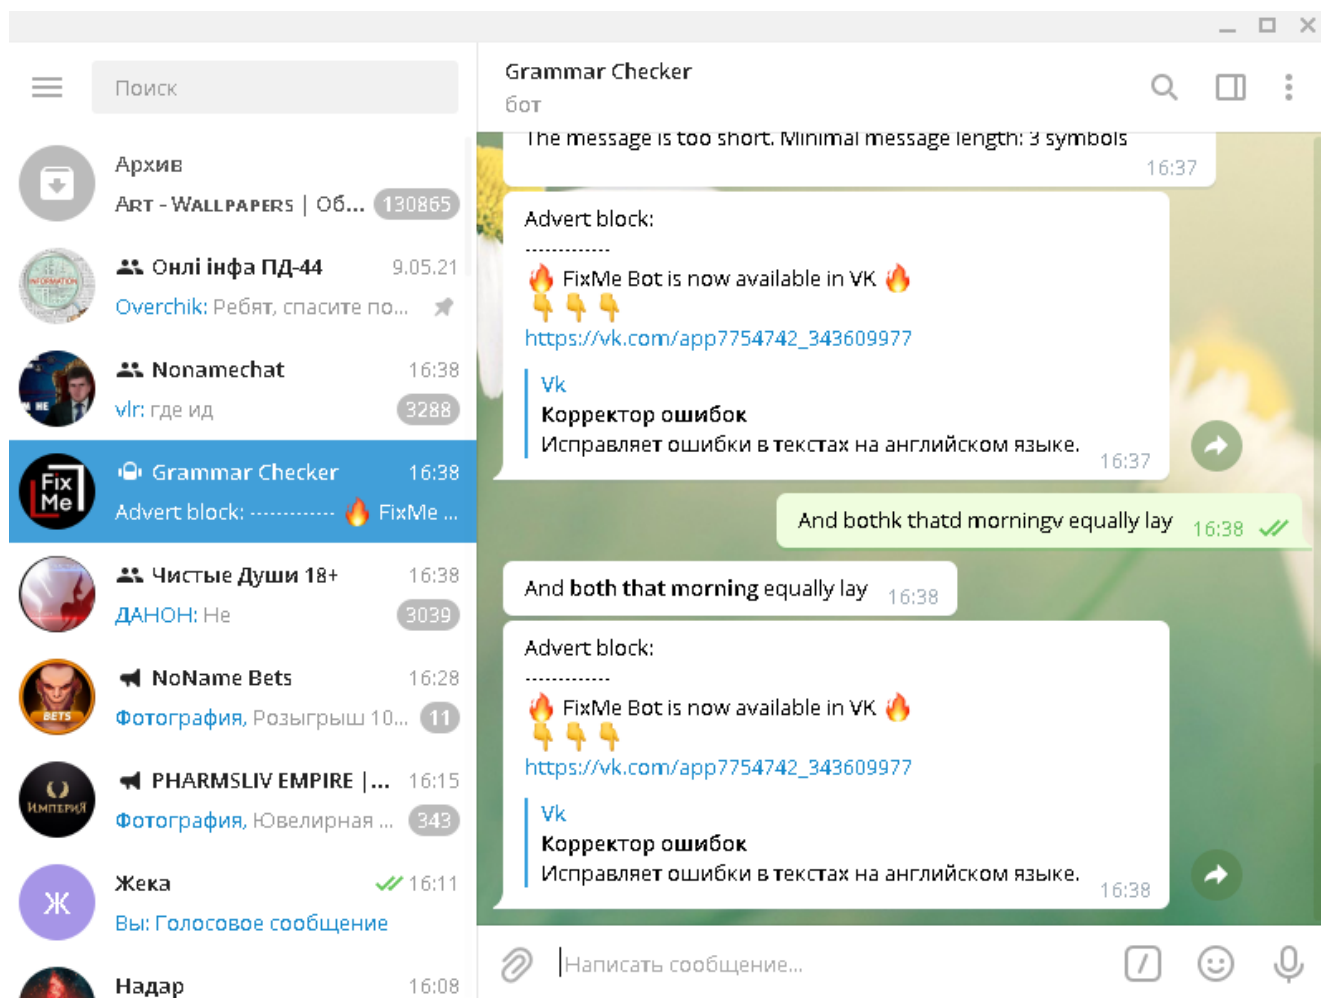 Поиск
Архив
Art - Wallpapers | Об... 130865
Онлі інфа ПД-44 9.05.21
INFORMATION
Overchik: Ребят, спасите по...
Nonamechat 16:38
vlr: где ид 3288
Grammar Checker 16:38
Fix
Me
Advert block: ------------- 🔥 FixMe ...
Чистые Души 18+ 16:38
ДАНОН: Не 3039
NoName Bets 16:28
BETS
Фотография, Розыгрыш 10... 11
PHARMSLIV EMPIRE |... 16:15
ИМПЕРИЯ
Фотография, Ювелирная ... 343
Жека 16:11
Ж
Вы: Голосовое сообщение
Надар 16:08
Grammar Checker
бот
The message is too short. Minimal message length: 3 symbols
16:37
Advert block:
-------------
🔥 FixMe Bot is now available in VK 🔥
👇 👇 👇
https://vk.com/app7754742_343609977
Vk
Корректор ошибок
Исправляет ошибки в текстах на английском языке.
16:37
And bothk thatd morningv equally lay 16:38
And both that morning equally lay 16:38
Advert block:
-------------
🔥 FixMe Bot is now available in VK 🔥
👇 👇 👇
https://vk.com/app7754742_343609977
Vk
Корректор ошибок
Исправляет ошибки в текстах на английском языке.
16:38
Написать сообщение...